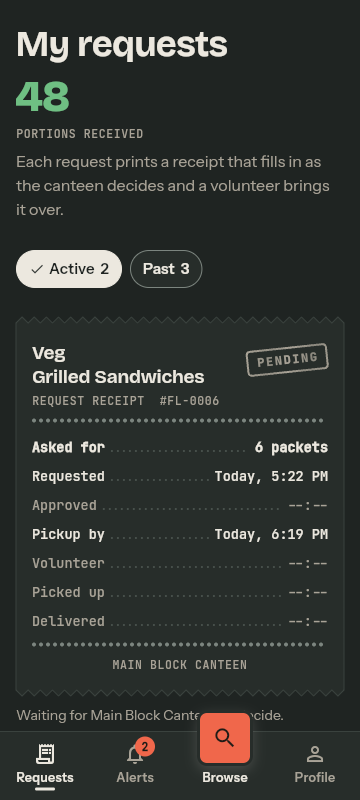 My requests
48
PORTIONS RECEIVED
Each request prints a receipt that fills in as
the canteen decides and a volunteer brings
it over.
Active 2
Past 3
Veg
Grilled Sandwiches
PENDING
REQUEST RECEIPT #FL-0006
Asked for 6 packets
Requested Today, 5:22 PM
Approved --:--
Pickup by Today, 6:19 PM
Volunteer --:--
Picked up --:--
Delivered --:--
MAIN BLOCK CANTEEN
Waiting for Main Block
2
Requests
Alerts
Browse
Profile